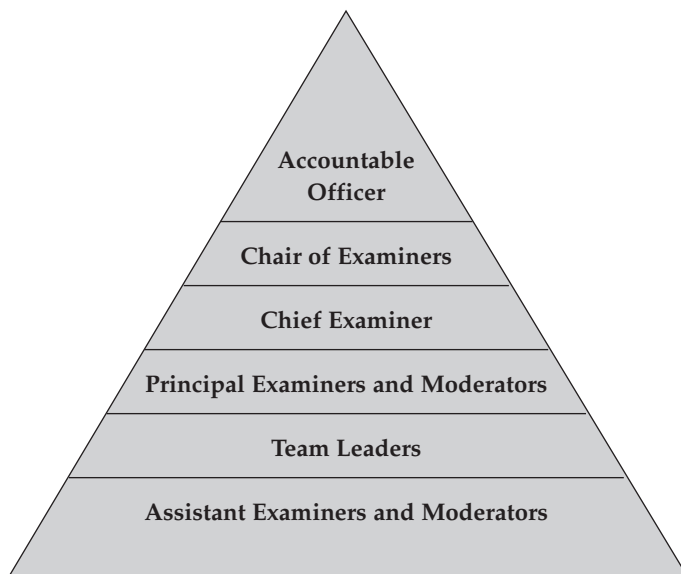 Accountable
Officer
Chair of Examiners
Chief Examiner
Principal Examiners and Moderators
Team Leaders
Assistant Examiners and Moderators